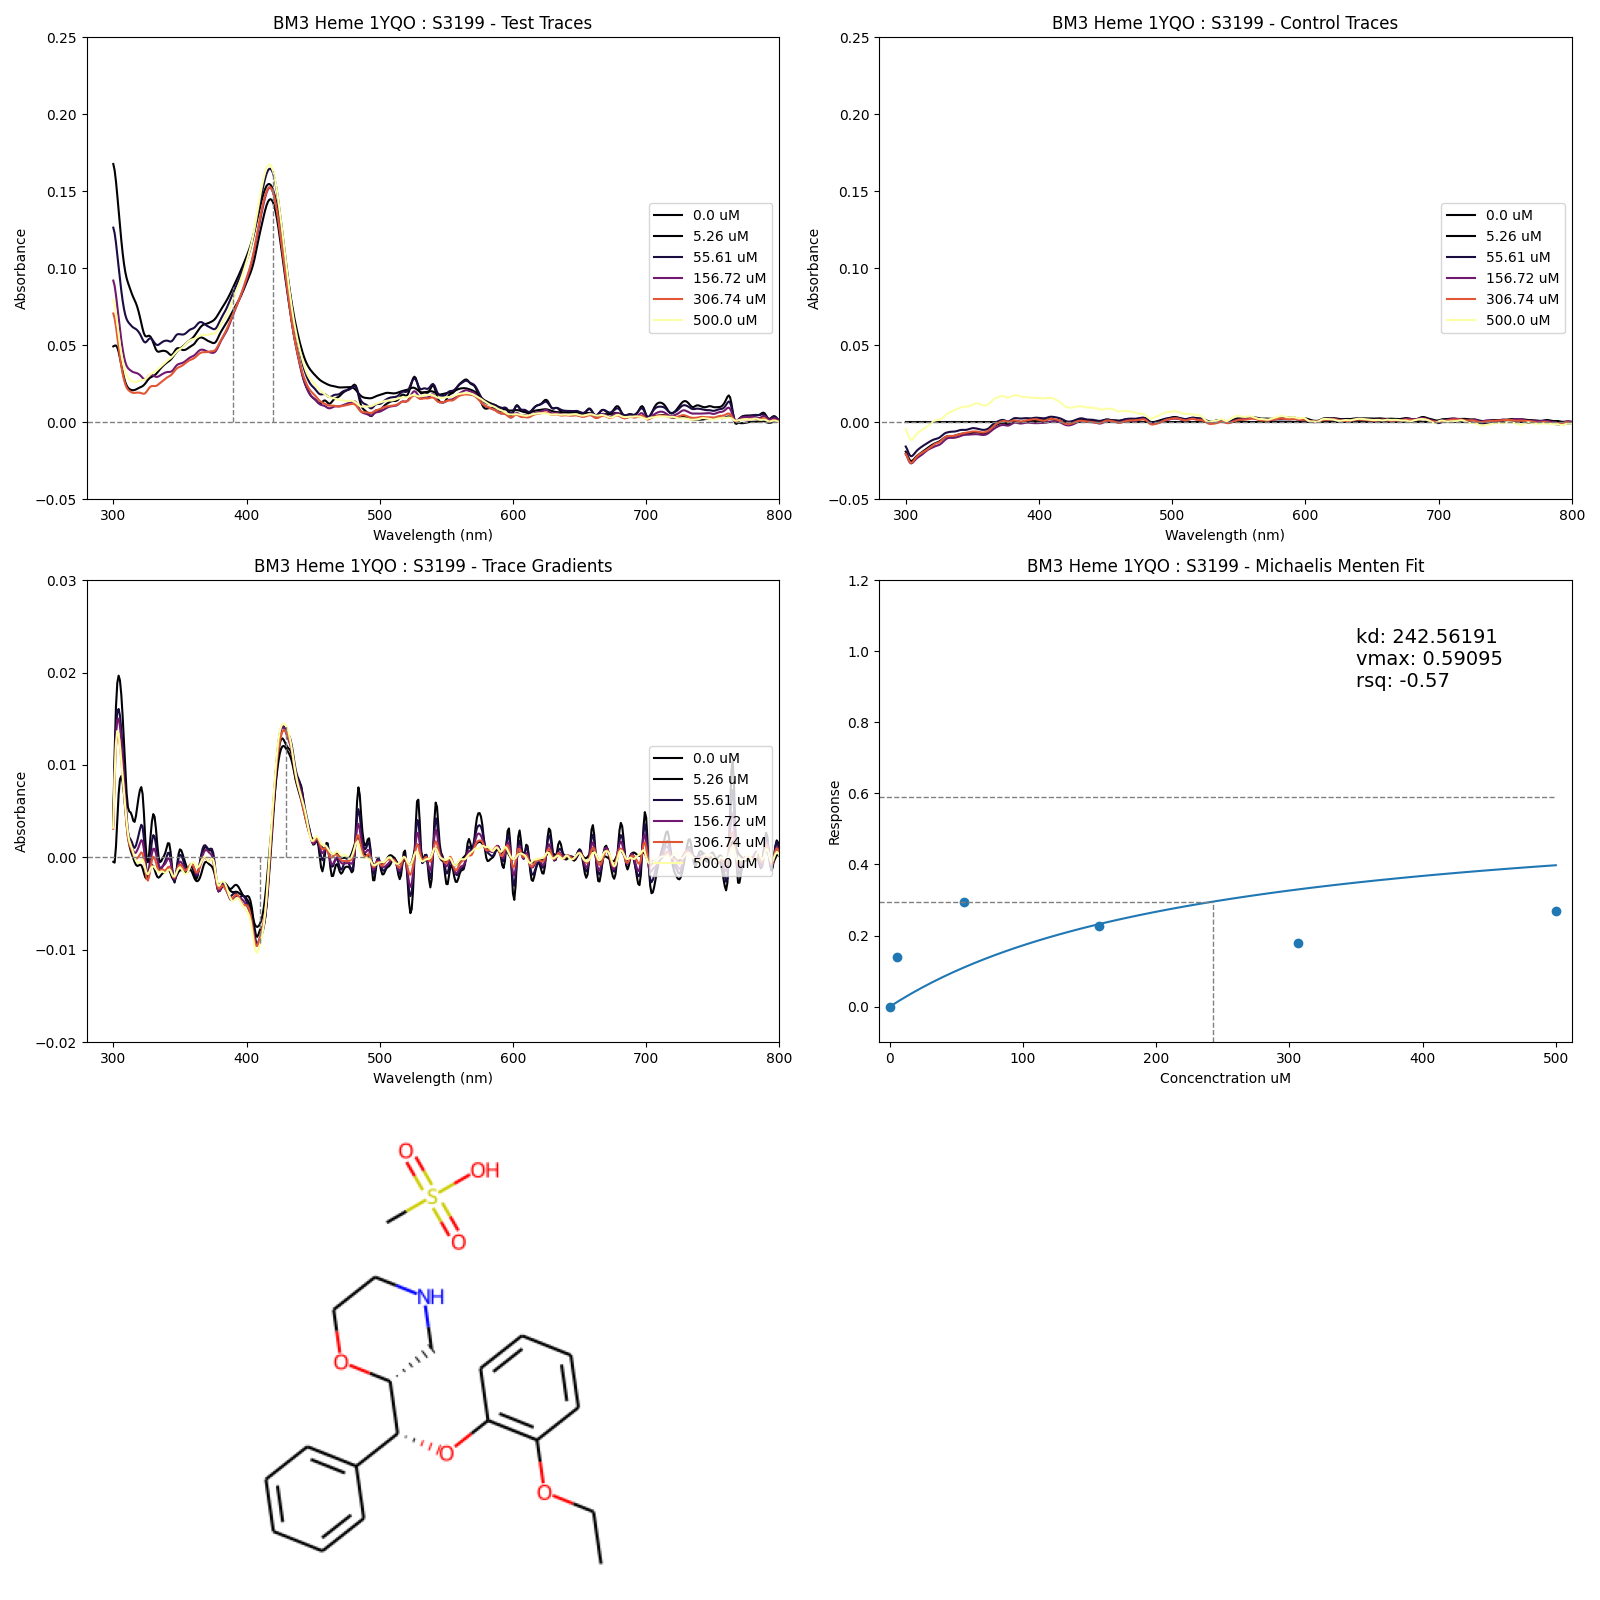 BM3 Heme 1YQO : S3199 - Test Traces
0.25
0.20
0.15
0.10
0.05
0.00
−0.05
Absorbance
300
400
500
600
700
800
Wavelength (nm)
0.0 uM
5.26 uM
55.61 uM
156.72 uM
306.74 uM
500.0 uM
BM3 Heme 1YQO : S3199 - Control Traces
0.25
0.20
0.15
0.10
0.05
0.00
−0.05
Absorbance
300
400
500
600
700
800
Wavelength (nm)
0.0 uM
5.26 uM
55.61 uM
156.72 uM
306.74 uM
500.0 uM
BM3 Heme 1YQO : S3199 - Trace Gradients
0.03
0.02
0.01
0.00
−0.01
−0.02
Absorbance
300
400
500
600
700
800
Wavelength (nm)
0.0 uM
5.26 uM
55.61 uM
156.72 uM
306.74 uM
500.0 uM
BM3 Heme 1YQO : S3199 - Michaelis Menten Fit
1.2
1.0
0.8
0.6
0.4
0.2
0.0
Response
0
100
200
300
400
500
Concenctration uM
kd: 242.56191
vmax: 0.59095
rsq: -0.57
O
OH
S
O
NH
O
O
O